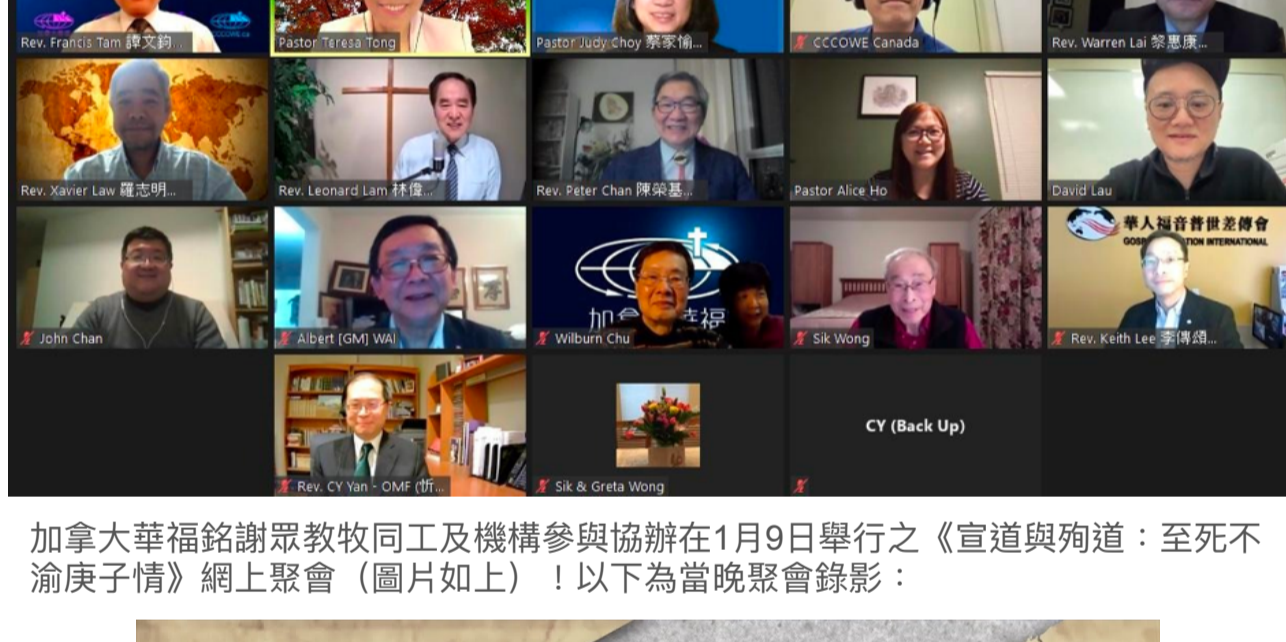 Rev. Francis Tam 譚文鈞...
Pastor Teresa Tong
Pastor Judy Choy 蔡家愉...
CCCOWE Canada
Rev. Warren Lai 黎惠康...
CCCOWE.ca
Rev. Xavier Law 羅志明...
Rev. Leonard Lam 林偉...
Rev. Peter Chan 陳榮基...
Pastor Alice Ho
David Lau
華人福音普世差傳會
John Chan
Albert [GM] WAI
Wilburn Chu
Sik Wong
Rev. Keith Lee 李傳頌...
CY (Back Up)
Rev. CY Yan - OMF (忻...
Sik & Greta Wong
加拿大華福銘謝眾教牧同工及機構參與協辦在1月9日舉行之《宣道與殉道：至死不
渝庚子情》網上聚會（圖片如上）！以下為當晚聚會錄影：